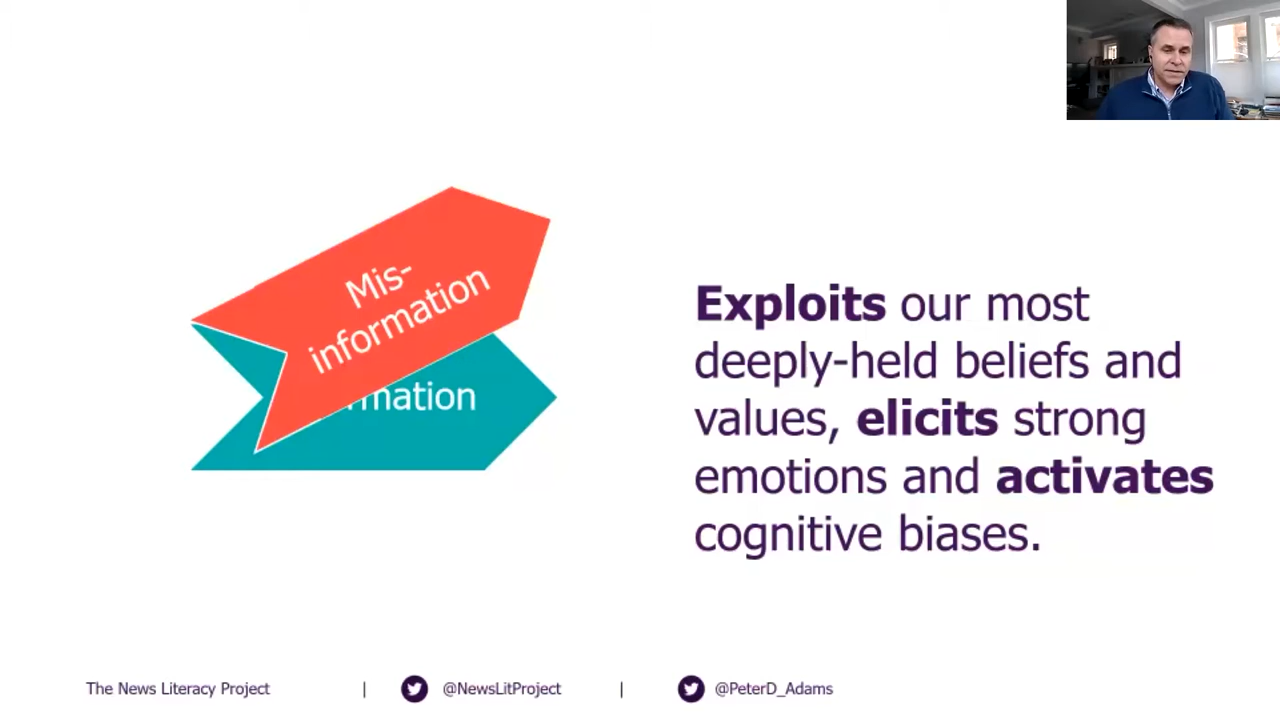 Mis-
information
rmation
Exploits our most
deeply-held beliefs and
values, elicits strong
emotions and activates
cognitive biases.
The News Literacy Project | @NewsLitProject | @PeterD_Adams